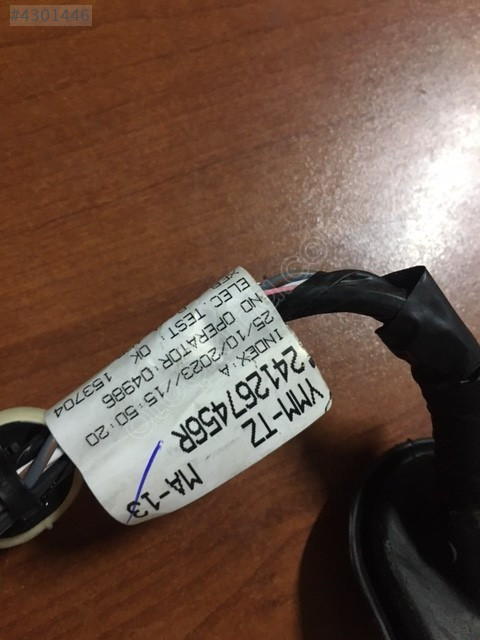 #4301446
YMM-TZ
241267456R
MA-13
INDEX A
25/10/2023//15:50:20
NO OPERATOR:04986 153704
ELEC. TEST: OK